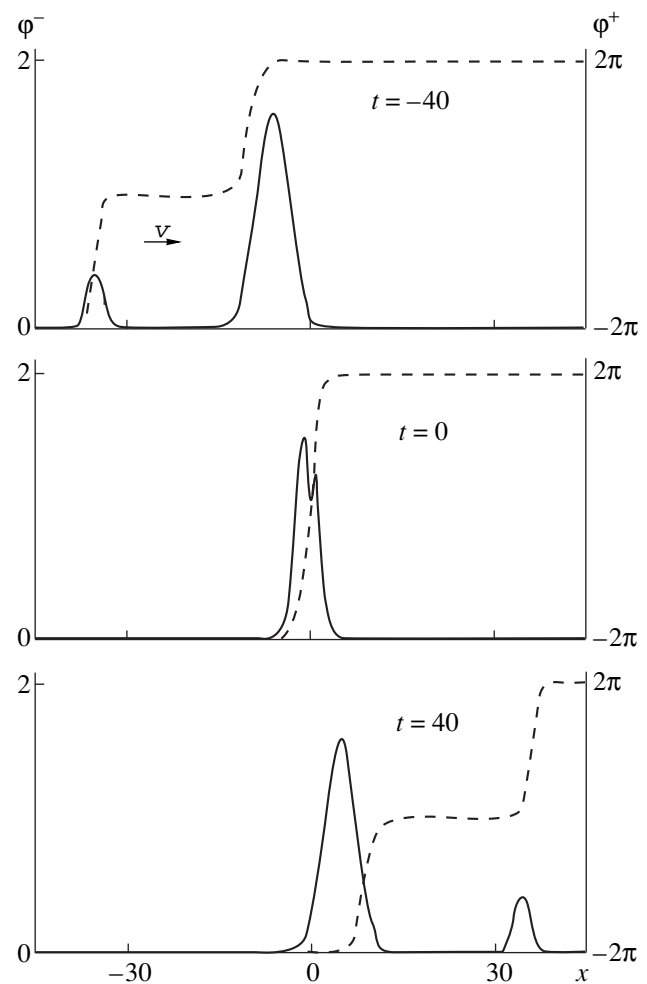 φ⁻ φ⁺
2 2π
t = –40
v
0 –2π
2 2π
t = 0
0 –2π
2 2π
t = 40
0 –2π
–30 0 30 x